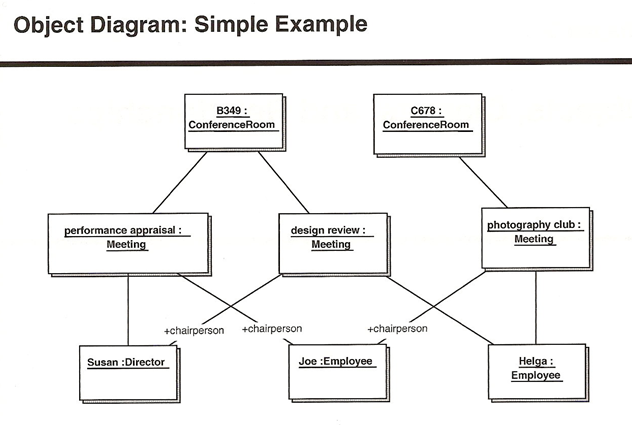 Object Diagram: Simple Example
B349 :
ConferenceRoom
C678 :
ConferenceRoom
performance appraisal :
Meeting
design review :
Meeting
photography club :
Meeting
+chairperson
+chairperson
+chairperson
Susan :Director
Joe :Employee
Helga :
Employee